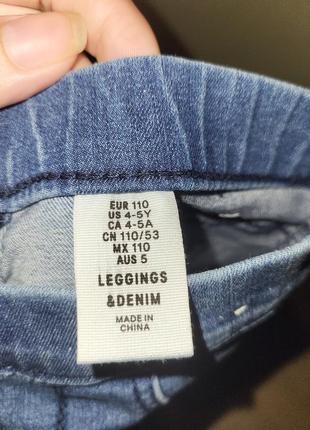 EUR 110
US 4-5Y
CA 4-5A
CN 110/53
MX 110
AUS 5
LEGGINGS
&DENIM
MADE IN
CHINA